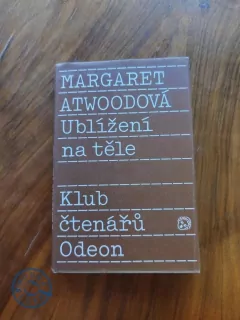 MARGARET
ATWOODOVÁ
Ublížení
na těle
Klub
čtenářů
Odeon